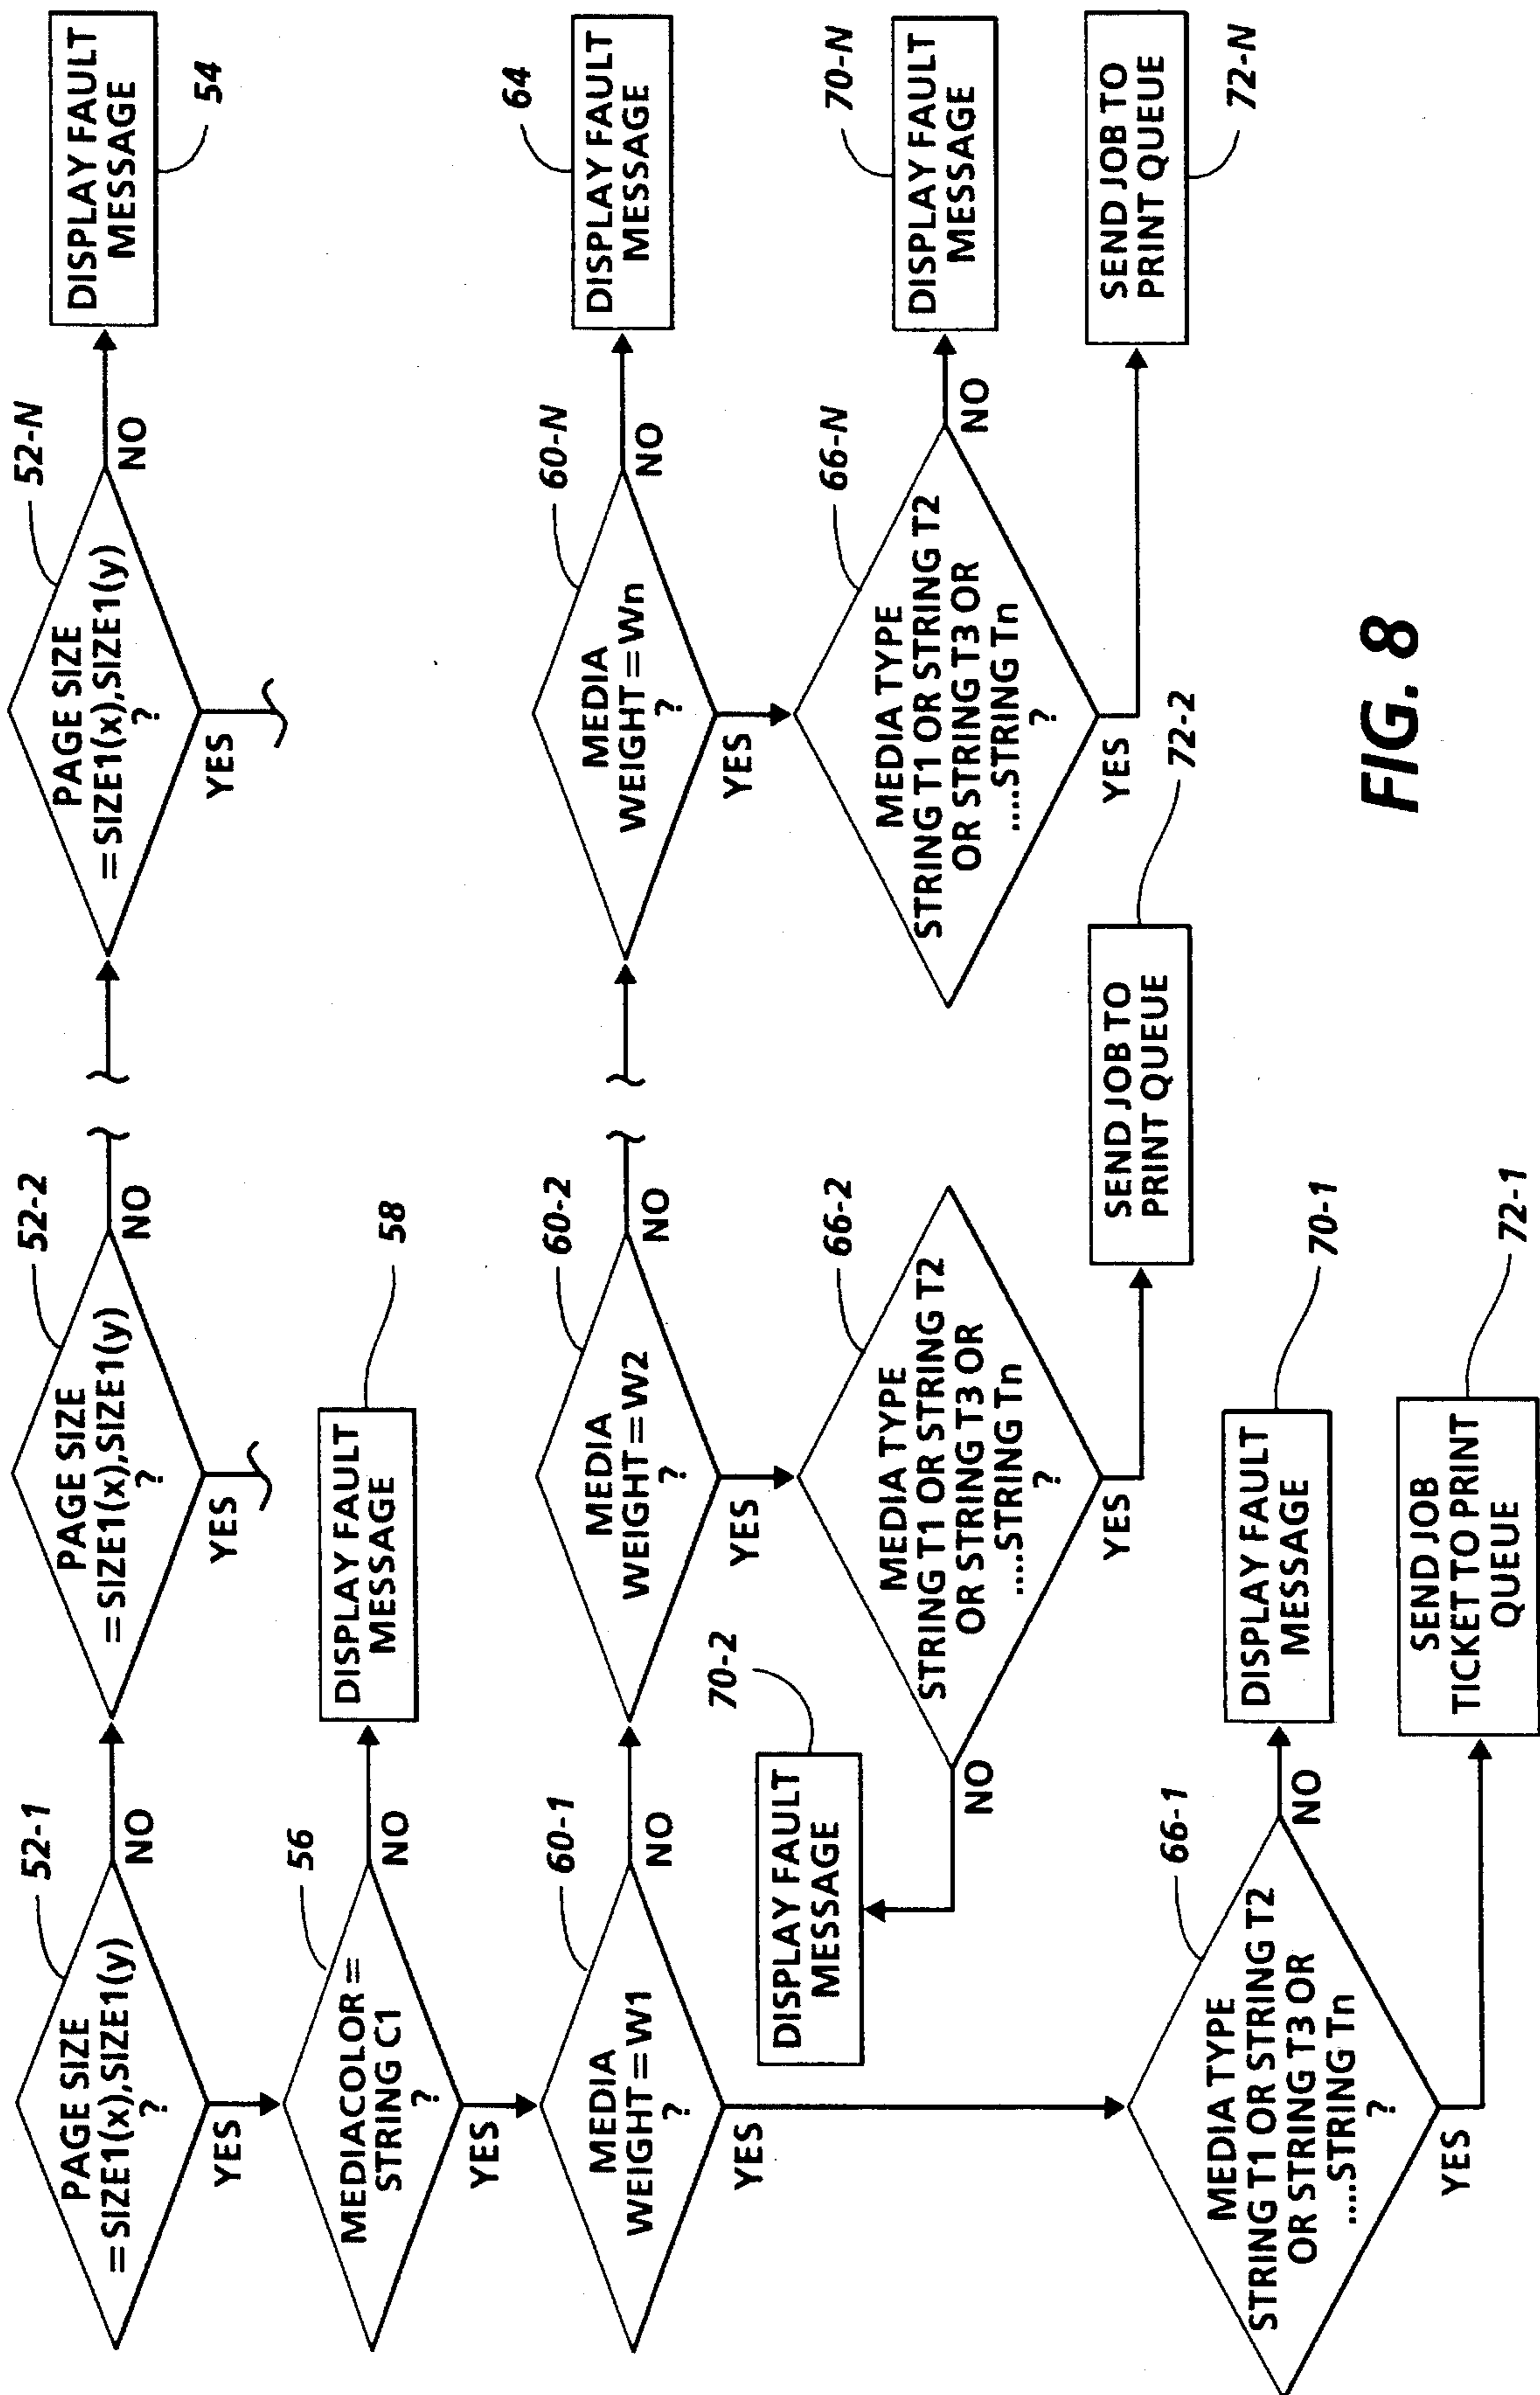 52-1
PAGE SIZE
=SIZE1(x),SIZE1(y)
?
NO
YES
52-2
PAGE SIZE
=SIZE1(x),SIZE1(y)
?
NO
YES
52-N
PAGE SIZE
=SIZE1(x),SIZE1(y)
?
NO
YES
DISPLAY FAULT
MESSAGE
54
56
MEDIACOLOR=
STRING C1
?
NO
YES
DISPLAY FAULT
MESSAGE
58
60-1
MEDIA
WEIGHT=W1
?
NO
YES
60-2
MEDIA
WEIGHT=W2
?
NO
YES
60-N
MEDIA
WEIGHT=Wn
?
NO
YES
64
DISPLAY FAULT
MESSAGE
70-2
DISPLAY FAULT
MESSAGE
NO
66-2
MEDIA TYPE
STRING T1 OR STRING T2
OR STRING T3 OR
....STRING Tn
?
YES
SEND JOB TO
PRINT QUEUE
72-2
66-N
MEDIA TYPE
STRING T1 OR STRING T2
OR STRING T3 OR
....STRING Tn
?
NO
YES
70-N
DISPLAY FAULT
MESSAGE
SEND JOB TO
PRINT QUEUE
72-N
66-1
MEDIA TYPE
STRING T1 OR STRING T2
OR STRING T3 OR
....STRING Tn
?
NO
YES
DISPLAY FAULT
MESSAGE
70-1
SEND JOB
TICKET TO PRINT
QUEUE
72-1
FIG. 8